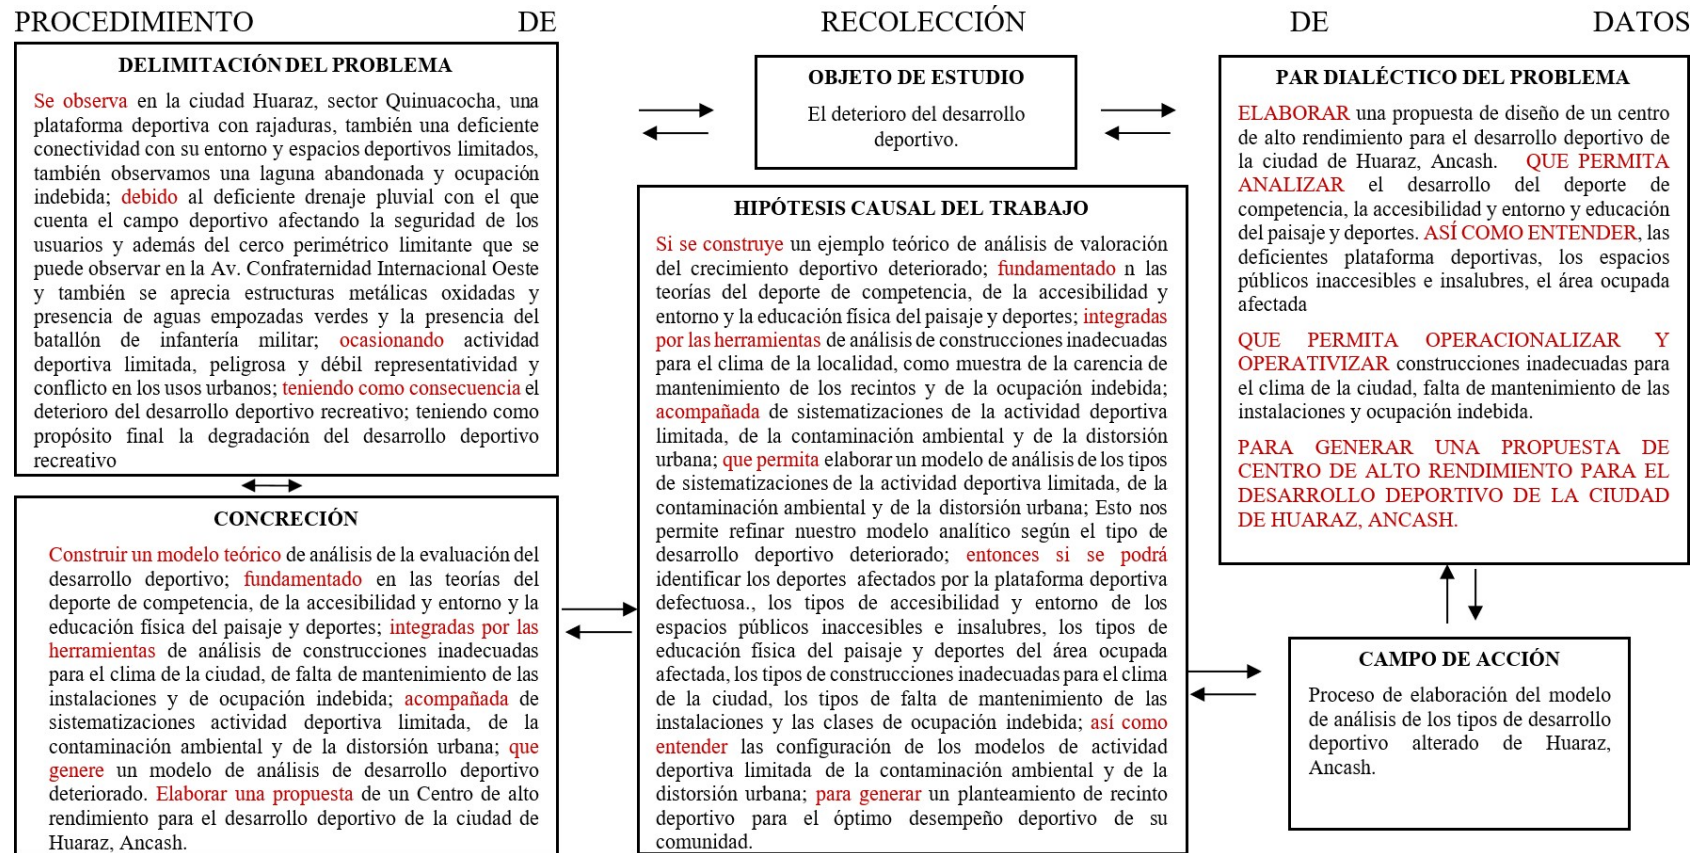 PROCEDIMIENTO DE RECOLECCIÓN DE DATOS
DELIMITACIÓN DEL PROBLEMA
Se observa en la ciudad Huaraz, sector Quinuacocha, una
plataforma deportiva con rajaduras, también una deficiente
conectividad con su entorno y espacios deportivos limitados,
también observamos una laguna abandonada y ocupación
indebida; debido al deficiente drenaje pluvial con el que
cuenta el campo deportivo afectando la seguridad de los
usuarios y además del cerco perimétrico limitante que se
puede observar en la Av. Confraternidad Internacional Oeste
y también se aprecia estructuras metálicas oxidadas y
presencia de aguas empozadas verdes y la presencia del
batallón de infantería militar; ocasionando actividad
deportiva limitada, peligrosa y débil representatividad y
conflicto en los usos urbanos; teniendo como consecuencia el
deterioro del desarrollo deportivo recreativo; teniendo como
propósito final la degradación del desarrollo deportivo
recreativo
CONCRECIÓN
Construir un modelo teórico de análisis de la evaluación del
desarrollo deportivo; fundamentado en las teorías del
deporte de competencia, de la accesibilidad y entorno y la
educación física del paisaje y deportes; integradas por las
herramientas de análisis de construcciones inadecuadas
para el clima de la ciudad, de falta de mantenimiento de las
instalaciones y de ocupación indebida; acompañada de
sistematizaciones actividad deportiva limitada, de la
contaminación ambiental y de la distorsión urbana; que
genere un modelo de análisis de desarrollo deportivo
deteriorado. Elaborar una propuesta de un Centro de alto
rendimiento para el desarrollo deportivo de la ciudad de
Huaraz, Ancash.
OBJETO DE ESTUDIO
El deterioro del desarrollo
deportivo.
HIPÓTESIS CAUSAL DEL TRABAJO
Si se construye un ejemplo teórico de análisis de valoración
del crecimiento deportivo deteriorado; fundamentado n las
teorías del deporte de competencia, de la accesibilidad y
entorno y la educación física del paisaje y deportes; integradas
por las herramientas de análisis de construcciones inadecuadas
para el clima de la localidad, como muestra de la carencia de
mantenimiento de los recintos y de la ocupación indebida;
acompañada de sistematizaciones de la actividad deportiva
limitada, de la contaminación ambiental y de la distorsión
urbana; que permita elaborar un modelo de análisis de los tipos
de sistematizaciones de la actividad deportiva limitada, de la
contaminación ambiental y de la distorsión urbana; Esto nos
permite refinar nuestro modelo analítico según el tipo de
desarrollo deportivo deteriorado; entonces si se podrá
identificar los deportes afectados por la plataforma deportiva
defectuosa., los tipos de accesibilidad y entorno de los
espacios públicos inaccesibles e insalubres, los tipos de
educación física del paisaje y deportes del área ocupada
afectada, los tipos de construcciones inadecuadas para el clima
de la ciudad, los tipos de falta de mantenimiento de las
instalaciones y las clases de ocupación indebida; así como
entender las configuración de los modelos de actividad
deportiva limitada de la contaminación ambiental y de la
distorsión urbana; para generar un planteamiento de recinto
deportivo para el óptimo desempeño deportivo de su
comunidad.
PAR DIALÉCTICO DEL PROBLEMA
ELABORAR una propuesta de diseño de un centro
de alto rendimiento para el desarrollo deportivo de
la ciudad de Huaraz, Ancash. QUE PERMITA
ANALIZAR el desarrollo del deporte de
competencia, la accesibilidad y entorno y educación
del paisaje y deportes. ASÍ COMO ENTENDER, las
deficientes plataforma deportivas, los espacios
públicos inaccesibles e insalubres, el área ocupada
afectada
QUE PERMITA OPERACIONALIZAR Y
OPERATIVIZAR construcciones inadecuadas para
el clima de la ciudad, falta de mantenimiento de las
instalaciones y ocupación indebida.
PARA GENERAR UNA PROPUESTA DE
CENTRO DE ALTO RENDIMIENTO PARA EL
DESARROLLO DEPORTIVO DE LA CIUDAD
DE HUARAZ, ANCASH.
CAMPO DE ACCIÓN
Proceso de elaboración del modelo
de análisis de los tipos de desarrollo
deportivo alterado de Huaraz,
Ancash.